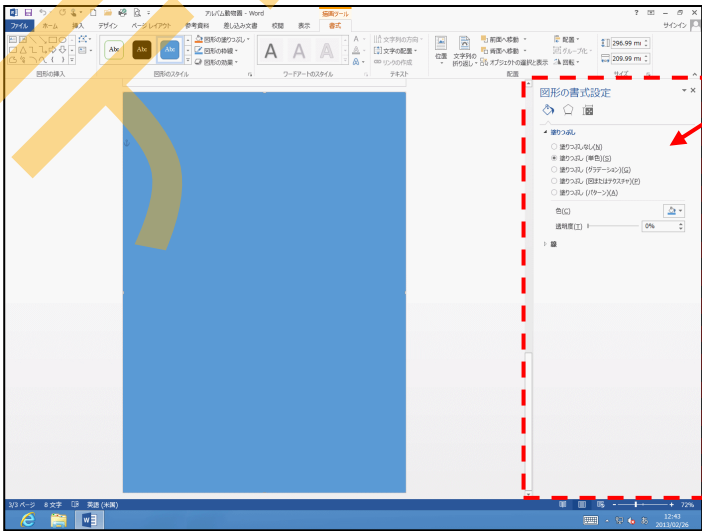 アルバム動物園 - Word
描画ツール
サインイン
ファイル ホーム 挿入 デザイン ページ レイアウト 参考資料 差し込み文書 校閲 表示 書式
Abc Abc Abc
図形の塗りつぶし
図形の枠線
図形の効果
A A A
文字列の方向
文字の配置
リンクの作成
位置
文字列の
折り返し
前面へ移動
背面へ移動
オブジェクトの選択と表示
配置
グループ化
回転
296.99 mm
209.99 mm
図形の挿入 図形のスタイル ワードアートのスタイル テキスト 配置 サイズ
図形の書式設定
塗りつぶし
塗りつぶしなし(N)
塗りつぶし (単色)(S)
塗りつぶし (グラデーション)(G)
塗りつぶし (図またはテクスチャ)(E)
塗りつぶし (パターン)(A)
色(C)
透明度(T) 0%
線
3/3 ページ 8 文字 英語 (米国) 72%
12:43
2013/02/26